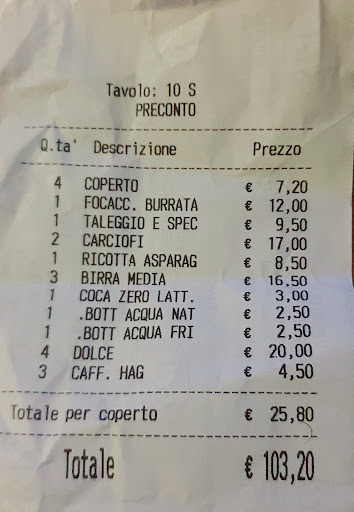 Tavolo: 10 S
PRECONTO
Q.ta' Descrizione Prezzo
4 COPERTO € 7,20
1 FOCACC. BURRATA € 12,00
1 TALEGGIO E SPEC € 9,50
2 CARCIOFI € 17,00
1 RICOTTA ASPARAG € 8,50
3 BIRRA MEDIA € 16,50
1 COCA ZERO LATT. € 3,00
1 .BOTT ACQUA NAT € 2,50
1 .BOTT ACQUA FRI € 2,50
4 DOLCE € 20,00
3 CAFF. HAG € 4,50
Totale per coperto € 25,80
Totale € 103,20